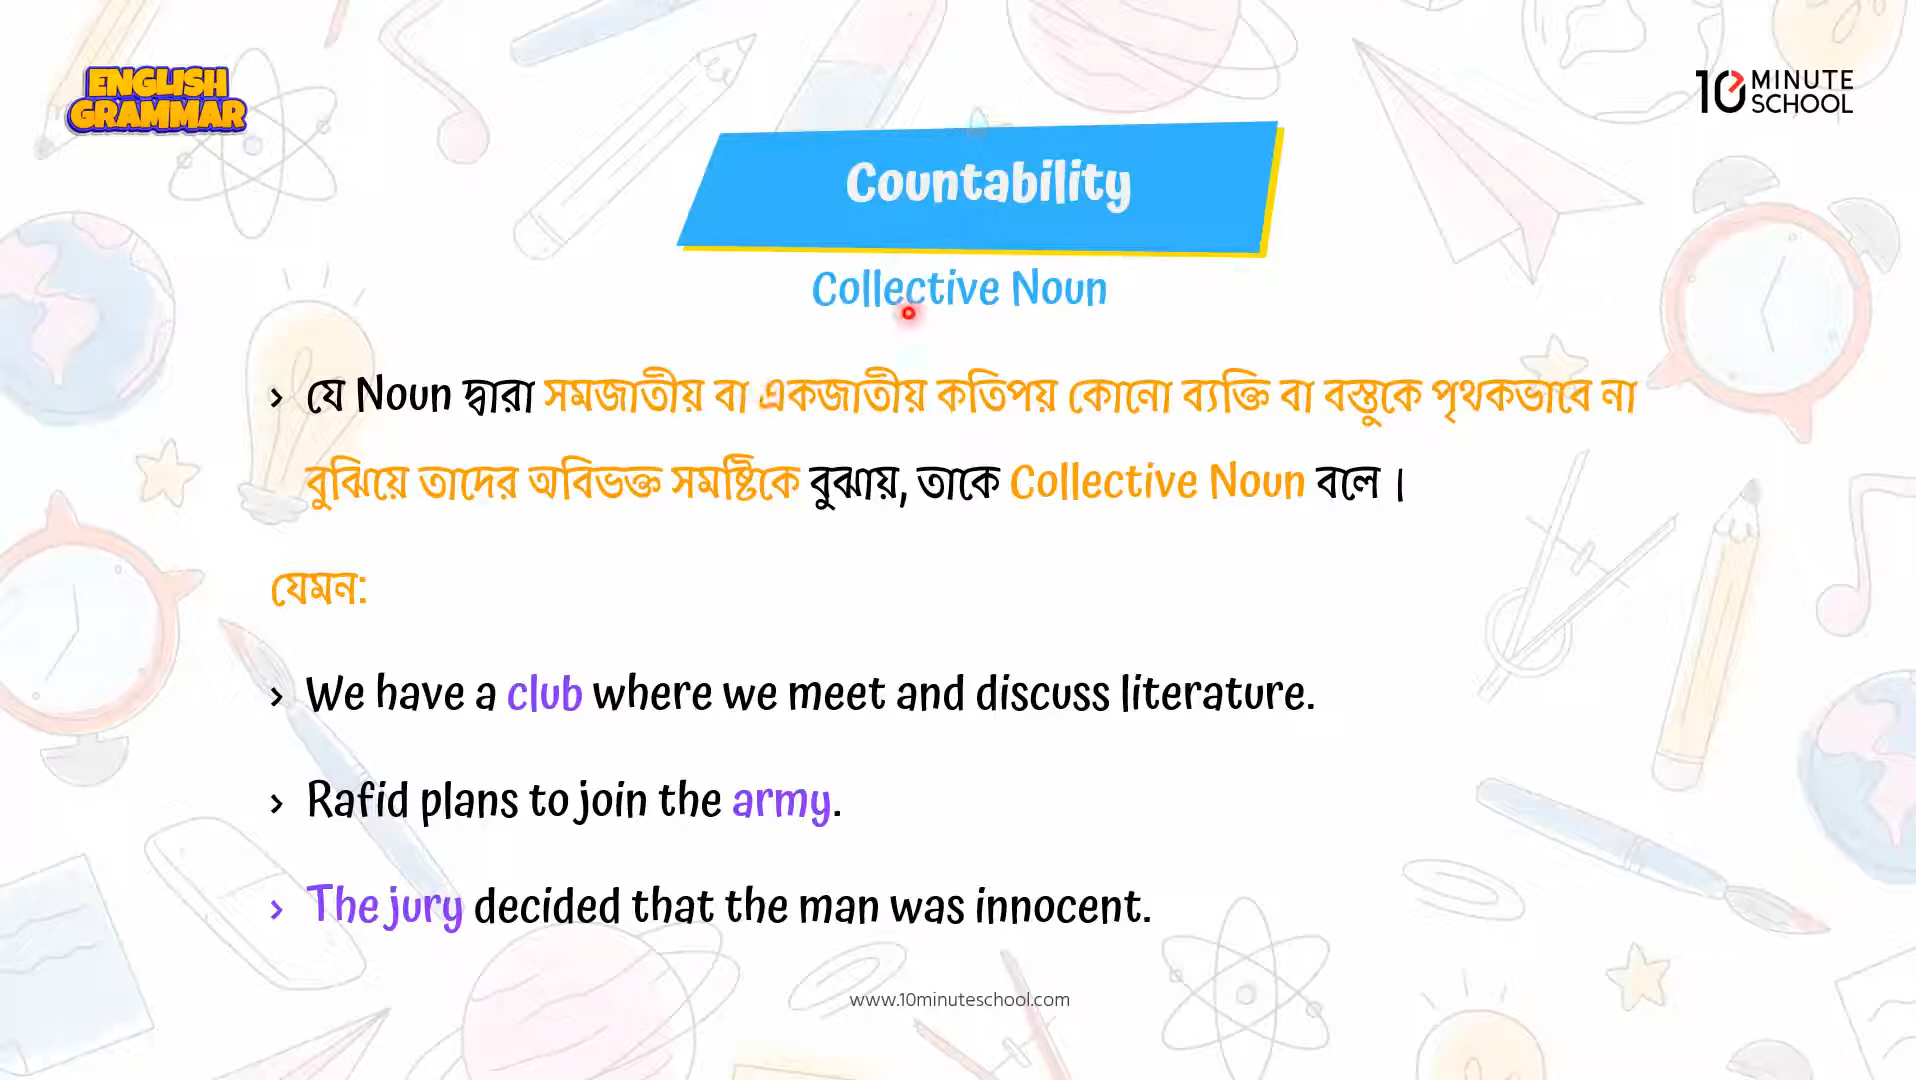 ENGLISH
GRAMMAR
10 MINUTE
SCHOOL
Countability
Collective Noun
› যে Noun দ্বারা সমজাতীয় বা একজাতীয় কতিপয় কোনো ব্যক্তি বা বস্তুকে পৃথকভাবে না
বুঝিয়ে তাদের অবিভক্ত সমষ্টিকে বুঝায়, তাকে Collective Noun বলে ।
যেমন:
› We have a club where we meet and discuss literature.
› Rafid plans to join the army.
› The jury decided that the man was innocent.
www.10minuteschool.com